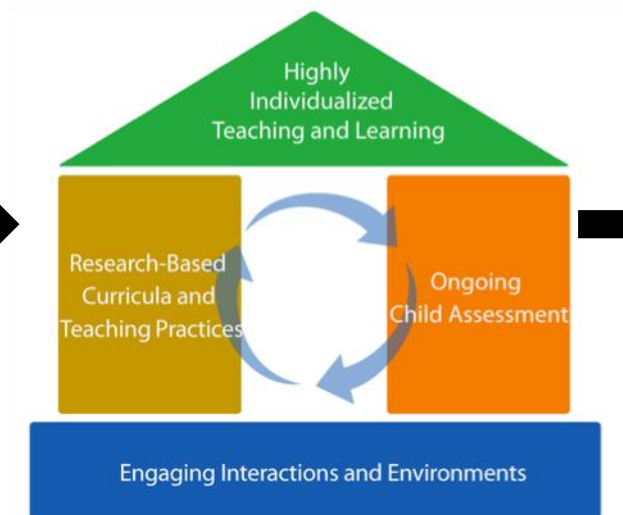 Highly
Individualized
Teaching and Learning
Research-Based
Curricula and
Teaching Practices
Ongoing
Child Assessment
Engaging Interactions and Environments